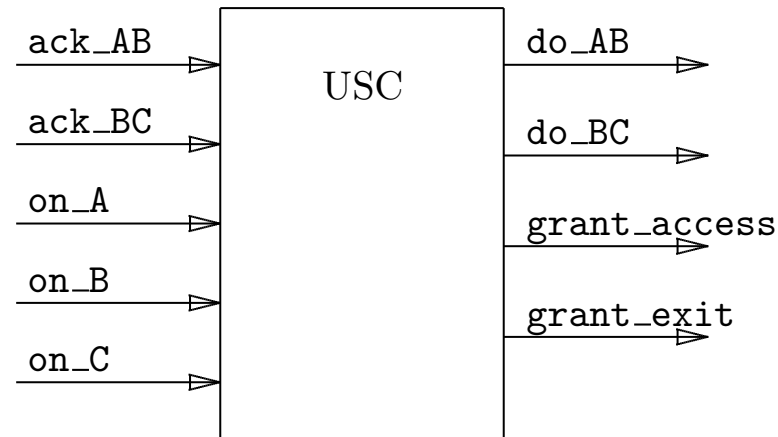 ack_AB
ack_BC
on_A
on_B
on_C
USC
do_AB
do_BC
grant_access
grant_exit